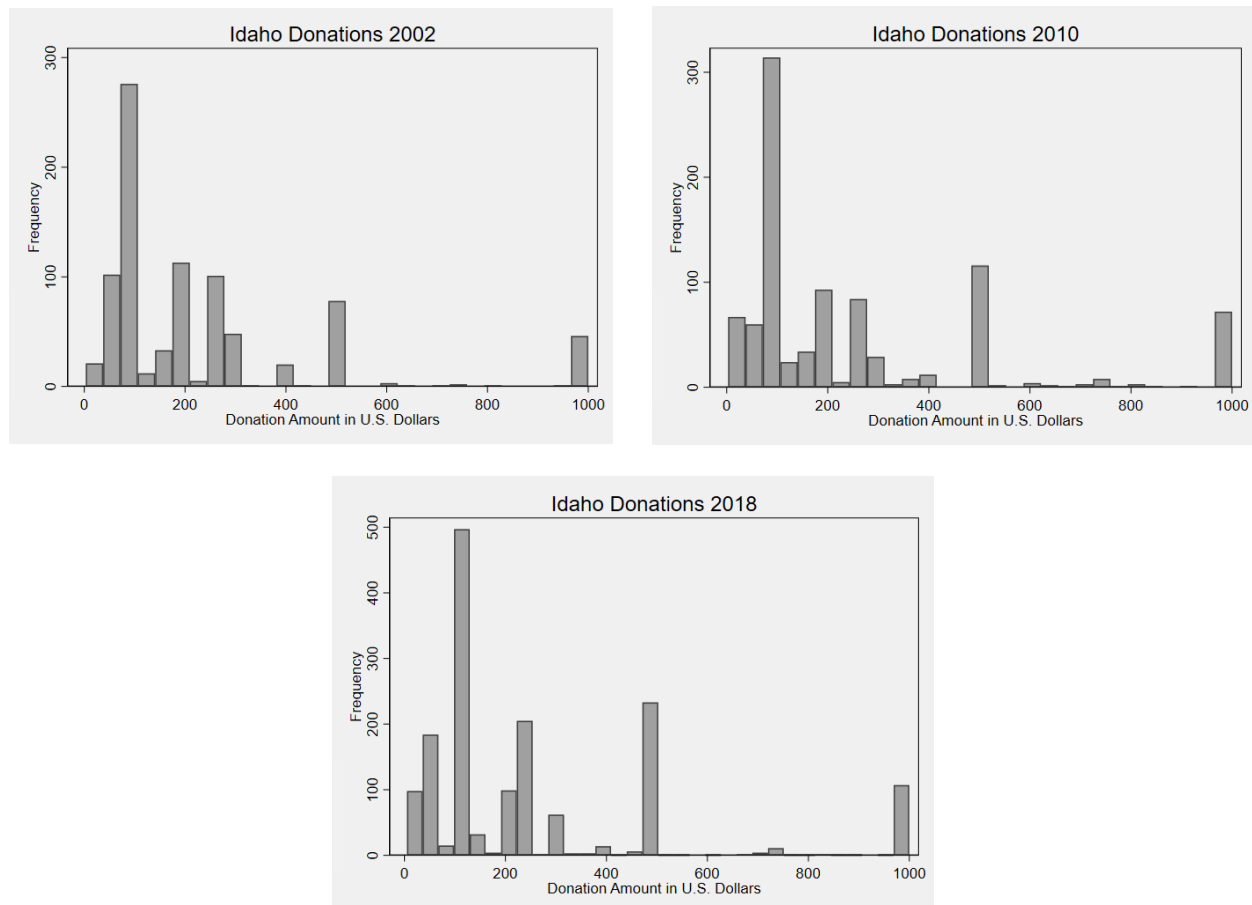 Idaho Donations 2002
300
200
100
0
Frequency
0 200 400 600 800 1000
Donation Amount in U.S. Dollars
Idaho Donations 2010
300
200
100
0
Frequency
0 200 400 600 800 1000
Donation Amount in U.S. Dollars
Idaho Donations 2018
500
400
300
200
100
0
Frequency
0 200 400 600 800 1000
Donation Amount in U.S. Dollars